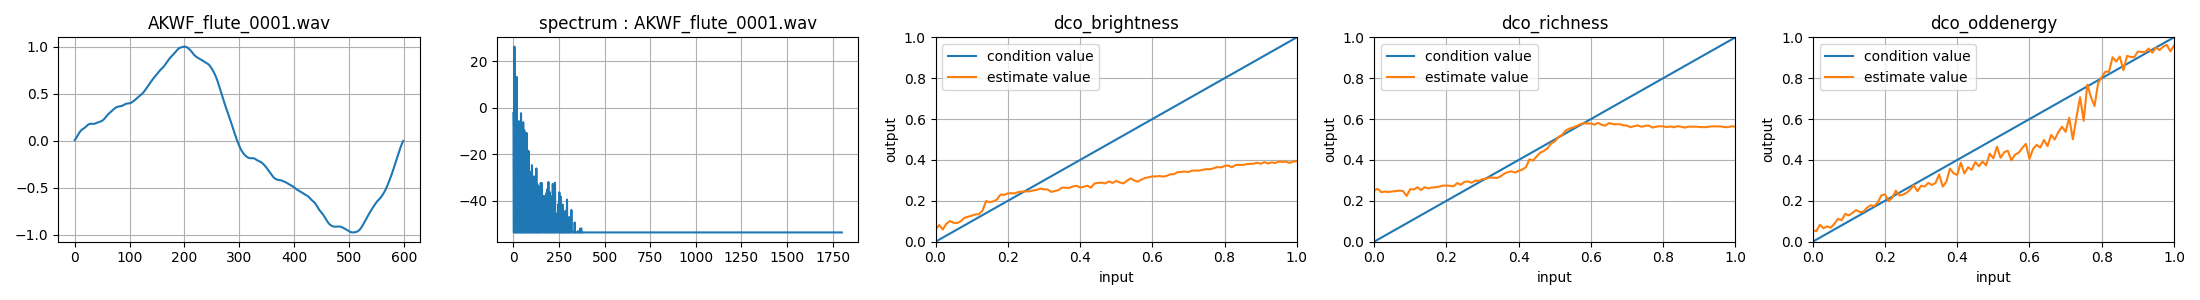 AKWF_flute_0001.wav
1.0
0.5
0.0
−0.5
−1.0
0 100 200 300 400 500 600
spectrum : AKWF_flute_0001.wav
20
0
−20
−40
0 250 500 750 1000 1250 1500 1750
dco_brightness
condition value
estimate value
output
1.0
0.8
0.6
0.4
0.2
0.0
0.0 0.2 0.4 0.6 0.8 1.0
input
dco_richness
condition value
estimate value
output
1.0
0.8
0.6
0.4
0.2
0.0
0.0 0.2 0.4 0.6 0.8 1.0
input
dco_oddenergy
condition value
estimate value
output
1.0
0.8
0.6
0.4
0.2
0.0
0.0 0.2 0.4 0.6 0.8 1.0
input